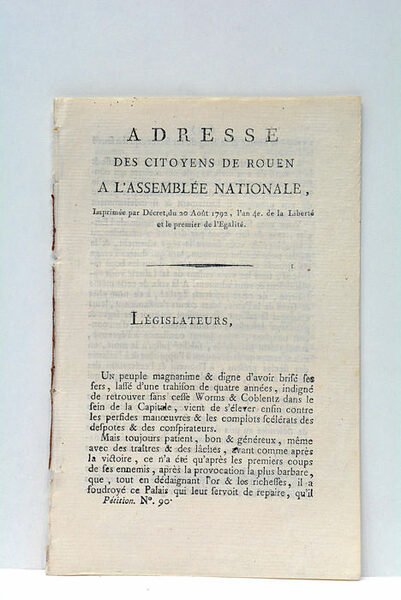 ADRESSE
DES CITOYENS DE ROUEN
A L'ASSEMBLÉE NATIONALE,
Imprimée par Décret, du 20 Août 1792, l'an 4e. de la Liberté
et le premier de l'Egalité.
LÉGISLATEURS,
UN peuple magnanime & digne d'avoir brisé ses
fers, laſſé d'une trahiſon de quatre années, indigné
de retrouver ſans ceſſe Worms & Coblentz dans le
ſein de la Capitale, vient de s'élever enfin contre
les perfides manœuvres & les complots ſcélérats des
deſpotes & des conſpirateurs.
Mais toujours patient, bon & généreux, même
avec des traîtres & des lâches, avant comme après
la victoire, ce n'a été qu'après les premiers coups
de ſes ennemis, après la provocation la plus barbare,
que, tout en dédaignant l'or & les richeſſes, il a
foudroyé ce Palais qui leur ſervoit de repaire, qu'il
Pétition. N°. 90.